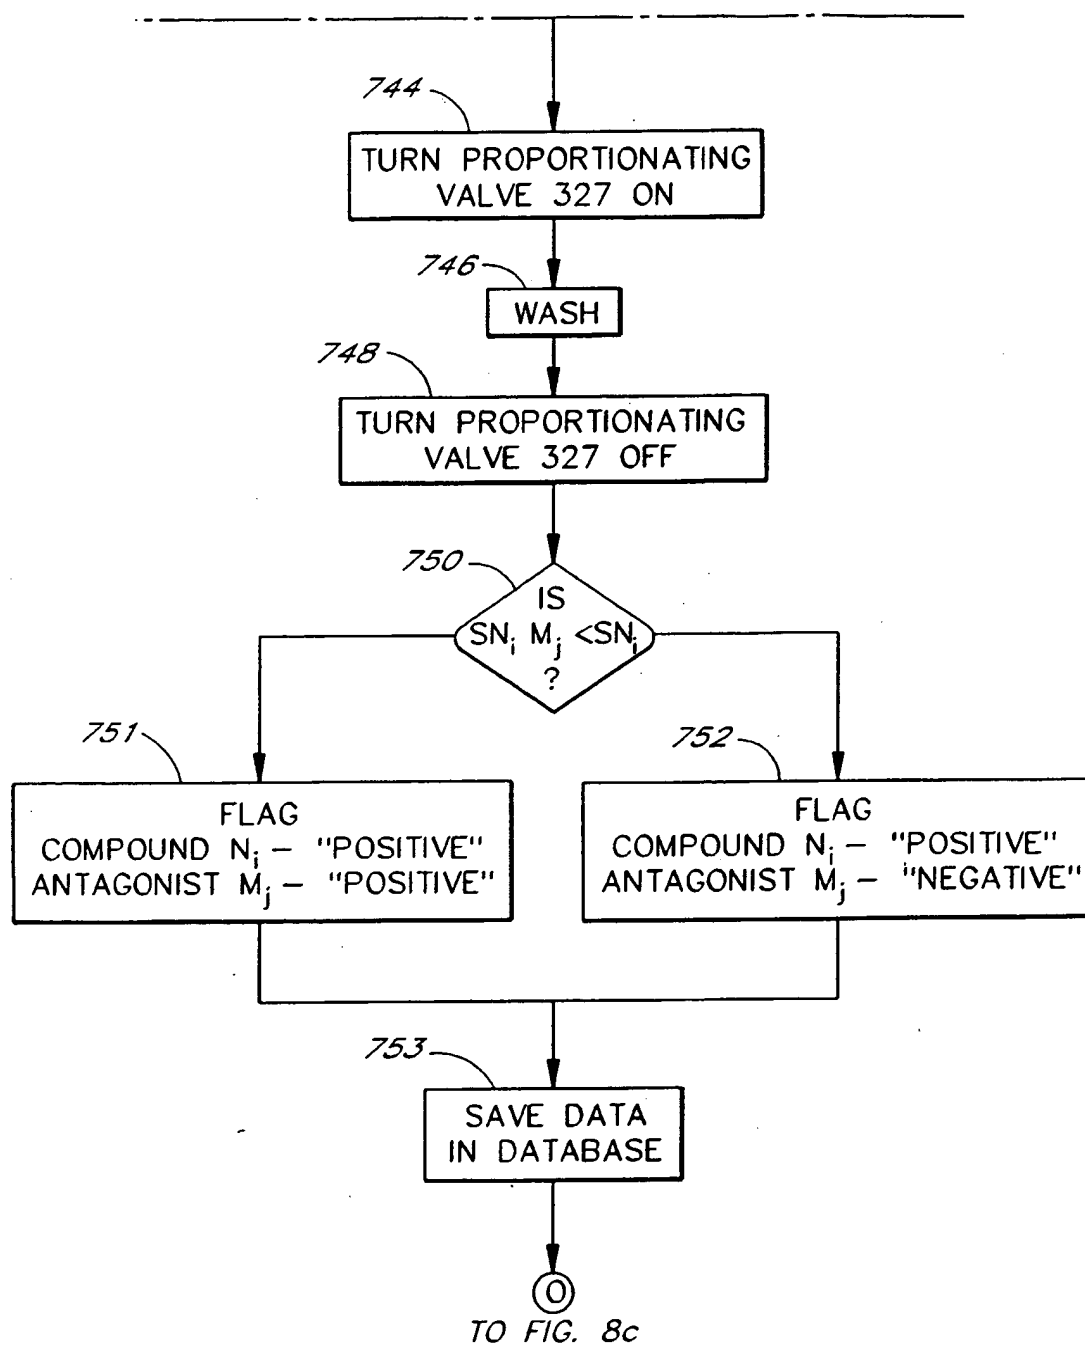 744
TURN PROPORTIONATING
VALVE 327 ON
746
WASH
748
TURN PROPORTIONATING
VALVE 327 OFF
750
IS
SNi Mj <SNi
?
751
FLAG
COMPOUND Ni – "POSITIVE"
ANTAGONIST Mj – "POSITIVE"
752
FLAG
COMPOUND Ni – "POSITIVE"
ANTAGONIST Mj – "NEGATIVE"
753
SAVE DATA
IN DATABASE
O
TO FIG. 8c